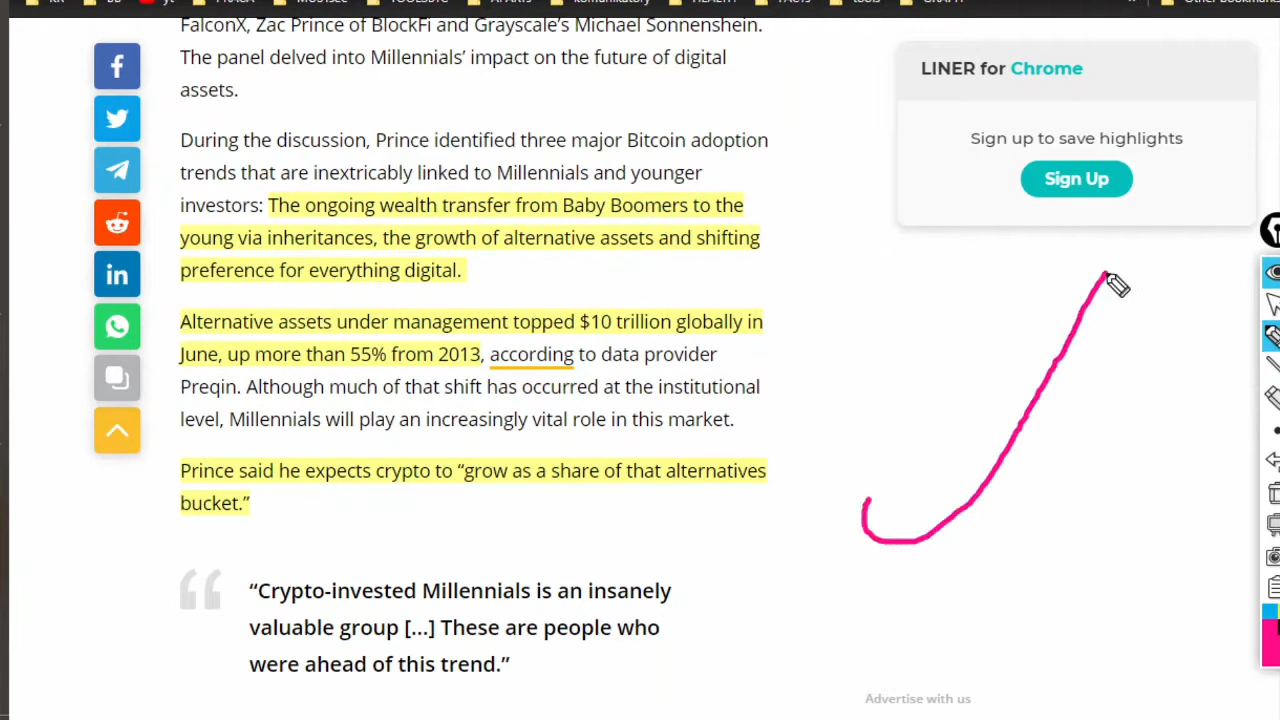 tools
FalconX, Zac Prince of BlockFi and Grayscale’s Michael Sonnenshein.
The panel delved into Millennials’ impact on the future of digital
assets.
During the discussion, Prince identified three major Bitcoin adoption
trends that are inextricably linked to Millennials and younger
investors: The ongoing wealth transfer from Baby Boomers to the
young via inheritances, the growth of alternative assets and shifting
preference for everything digital.
Alternative assets under management topped $10 trillion globally in
June, up more than 55% from 2013, according to data provider
Preqin. Although much of that shift has occurred at the institutional
level, Millennials will play an increasingly vital role in this market.
Prince said he expects crypto to “grow as a share of that alternatives
bucket.”
“Crypto-invested Millennials is an insanely
valuable group [...] These are people who
were ahead of this trend.”
LINER for Chrome
Sign up to save highlights
Sign Up
Advertise with us